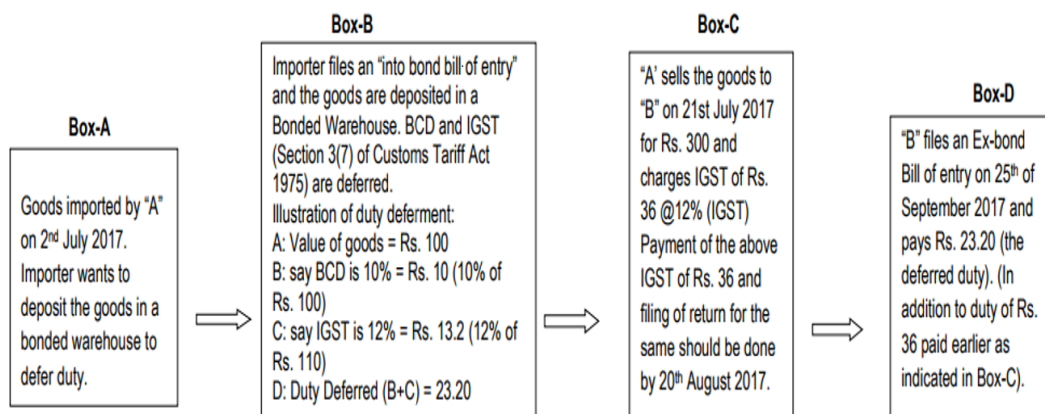 Box-A
Goods imported by “A”
on 2nd July 2017.
Importer wants to
deposit the goods in a
bonded warehouse to
defer duty.
Box-B
Importer files an “into bond bill of entry”
and the goods are deposited in a
Bonded Warehouse. BCD and IGST
(Section 3(7) of Customs Tariff Act
1975) are deferred.
Illustration of duty deferment:
A: Value of goods = Rs. 100
B: say BCD is 10% = Rs. 10 (10% of
Rs. 100)
C: say IGST is 12% = Rs. 13.2 (12% of
Rs. 110)
D: Duty Deferred (B+C) = 23.20
Box-C
“A’ sells the goods to
“B” on 21st July 2017
for Rs. 300 and
charges IGST of Rs.
36 @12% (IGST)
Payment of the above
IGST of Rs. 36 and
filing of return for the
same should be done
by 20th August 2017.
Box-D
“B” files an Ex-bond
Bill of entry on 25th of
September 2017 and
pays Rs. 23.20 (the
deferred duty). (In
addition to duty of Rs.
36 paid earlier as
indicated in Box-C).